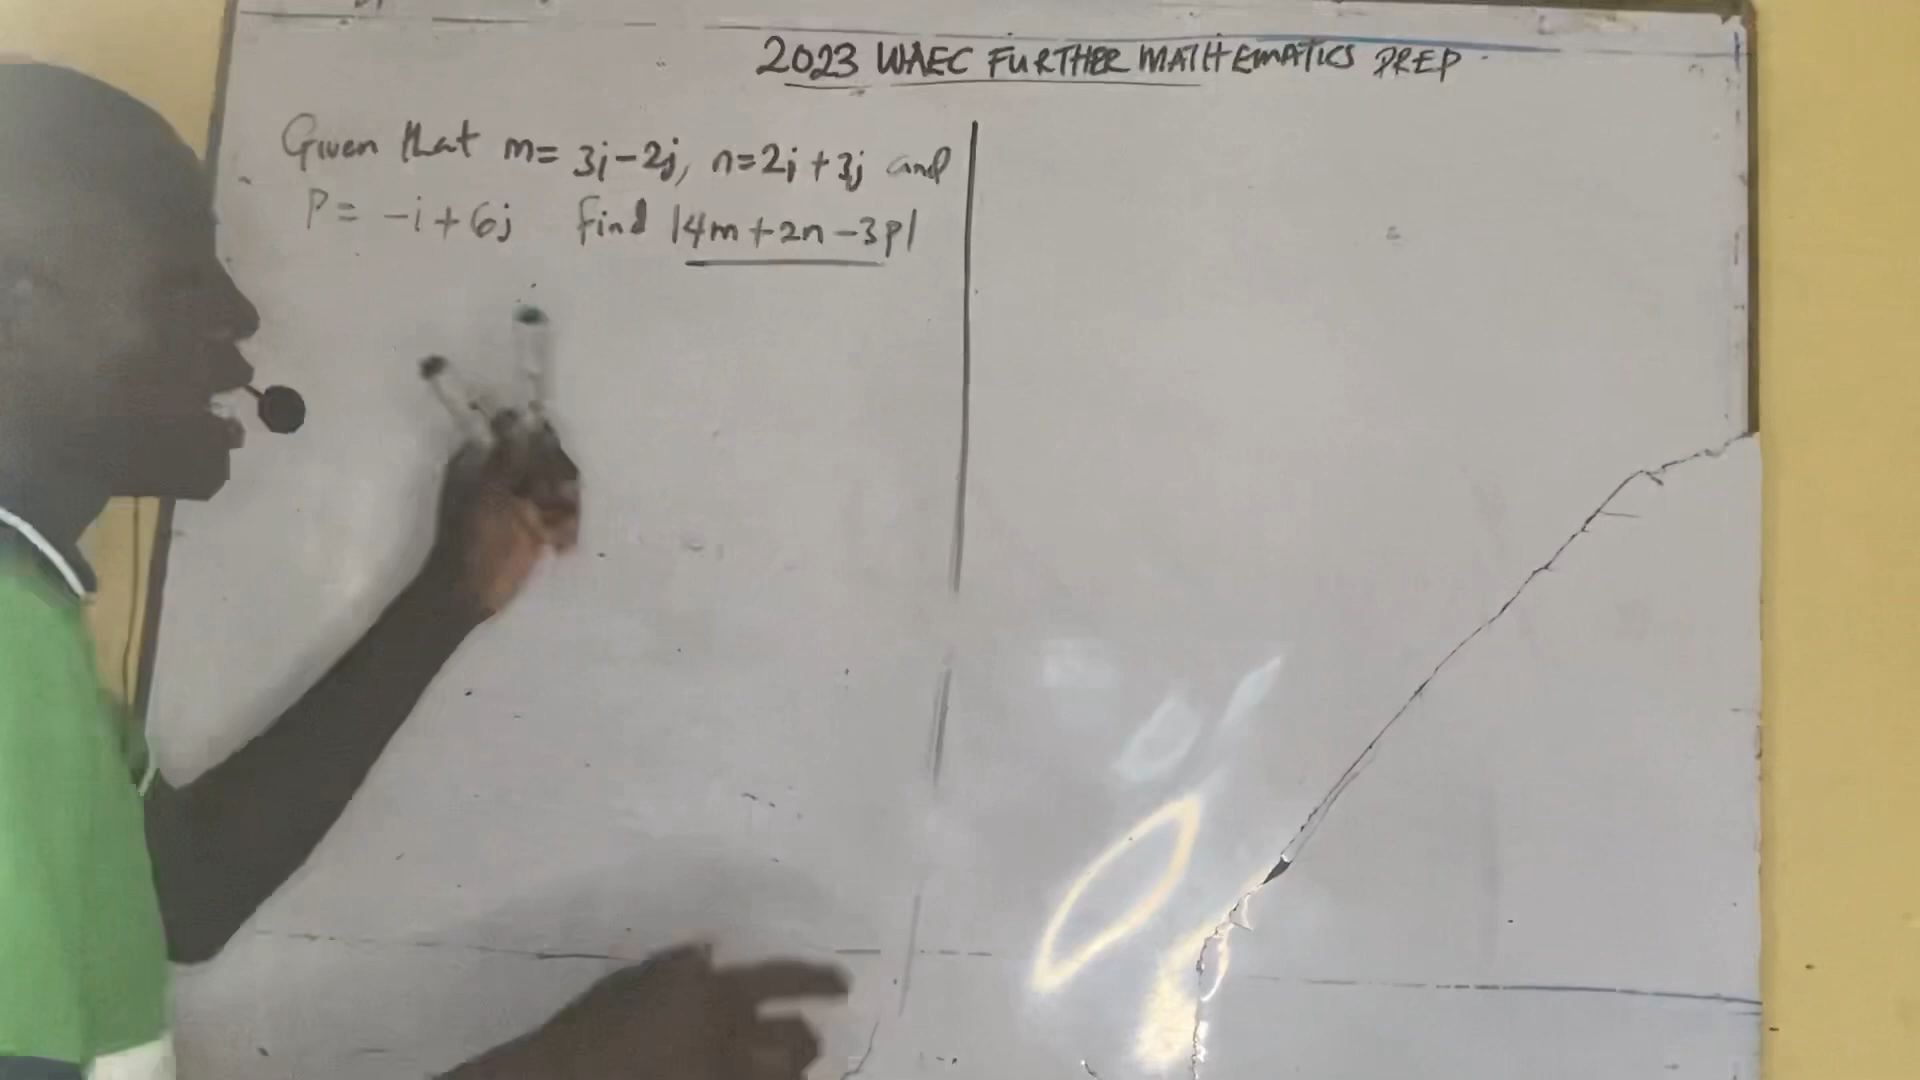 2023 WAEC FURTHER MATHEMATICS PREP
Given that m= 3i-2j, n=2i+3j and
P= -i+6j find |4m+2n-3p|